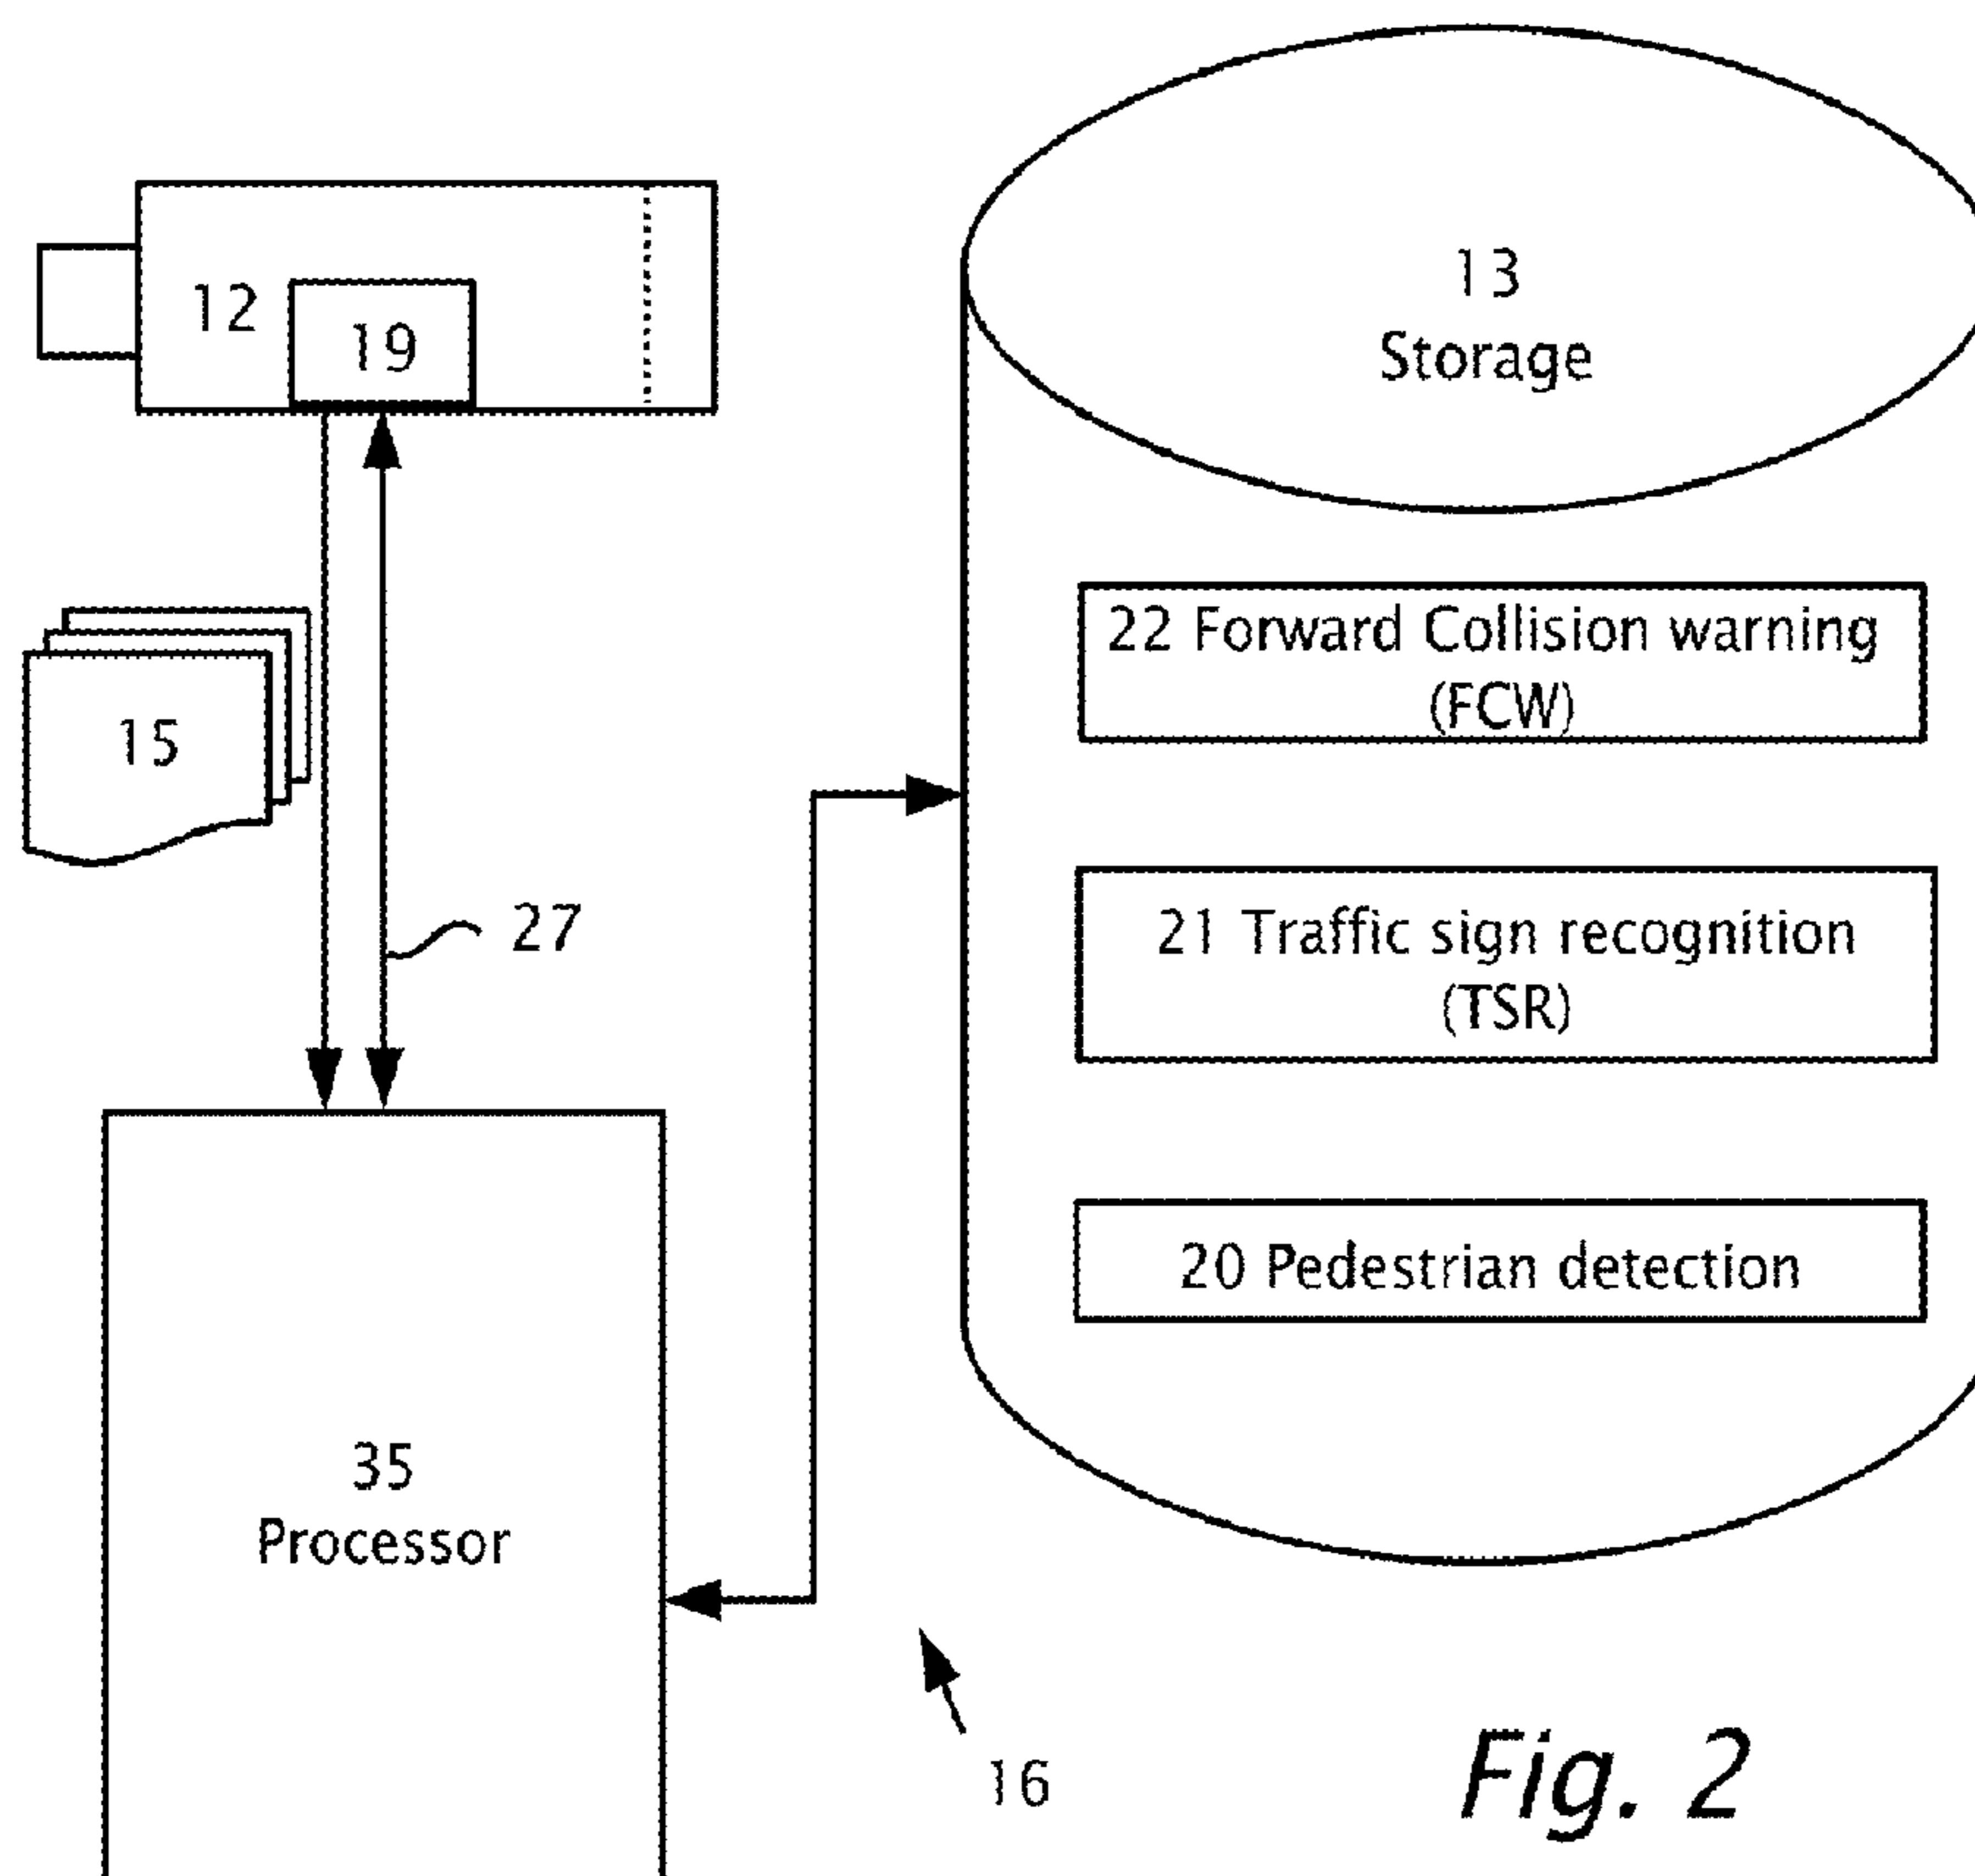 12
19
15
27
35
Processor
13
Storage
22 Forward Collision warning
(FCW)
21 Traffic sign recognition
(TSR)
20 Pedestrian detection
16
Fig. 2